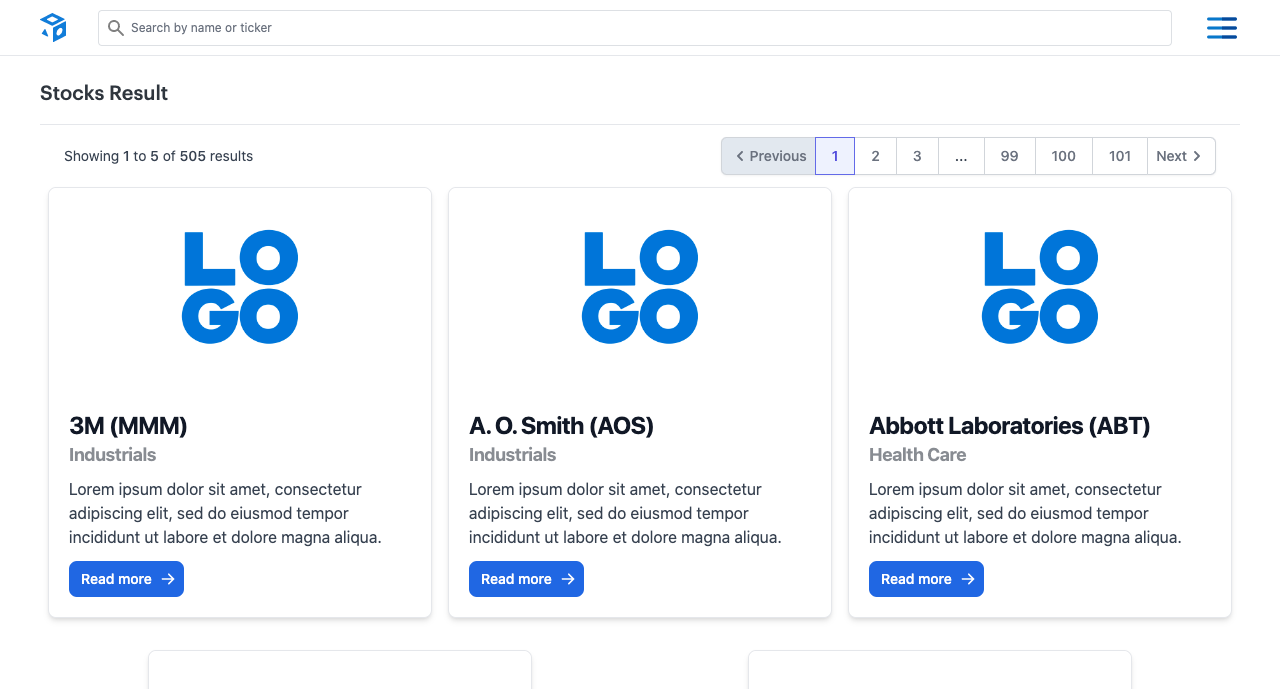 Search by name or ticker
Stocks Result
Showing 1 to 5 of 505 results
Previous 1 2 3 ... 99 100 101 Next
LO
GO
3M (MMM)
Industrials
Lorem ipsum dolor sit amet, consectetur
adipiscing elit, sed do eiusmod tempor
incididunt ut labore et dolore magna aliqua.
Read more
LO
GO
A. O. Smith (AOS)
Industrials
Lorem ipsum dolor sit amet, consectetur
adipiscing elit, sed do eiusmod tempor
incididunt ut labore et dolore magna aliqua.
Read more
LO
GO
Abbott Laboratories (ABT)
Health Care
Lorem ipsum dolor sit amet, consectetur
adipiscing elit, sed do eiusmod tempor
incididunt ut labore et dolore magna aliqua.
Read more